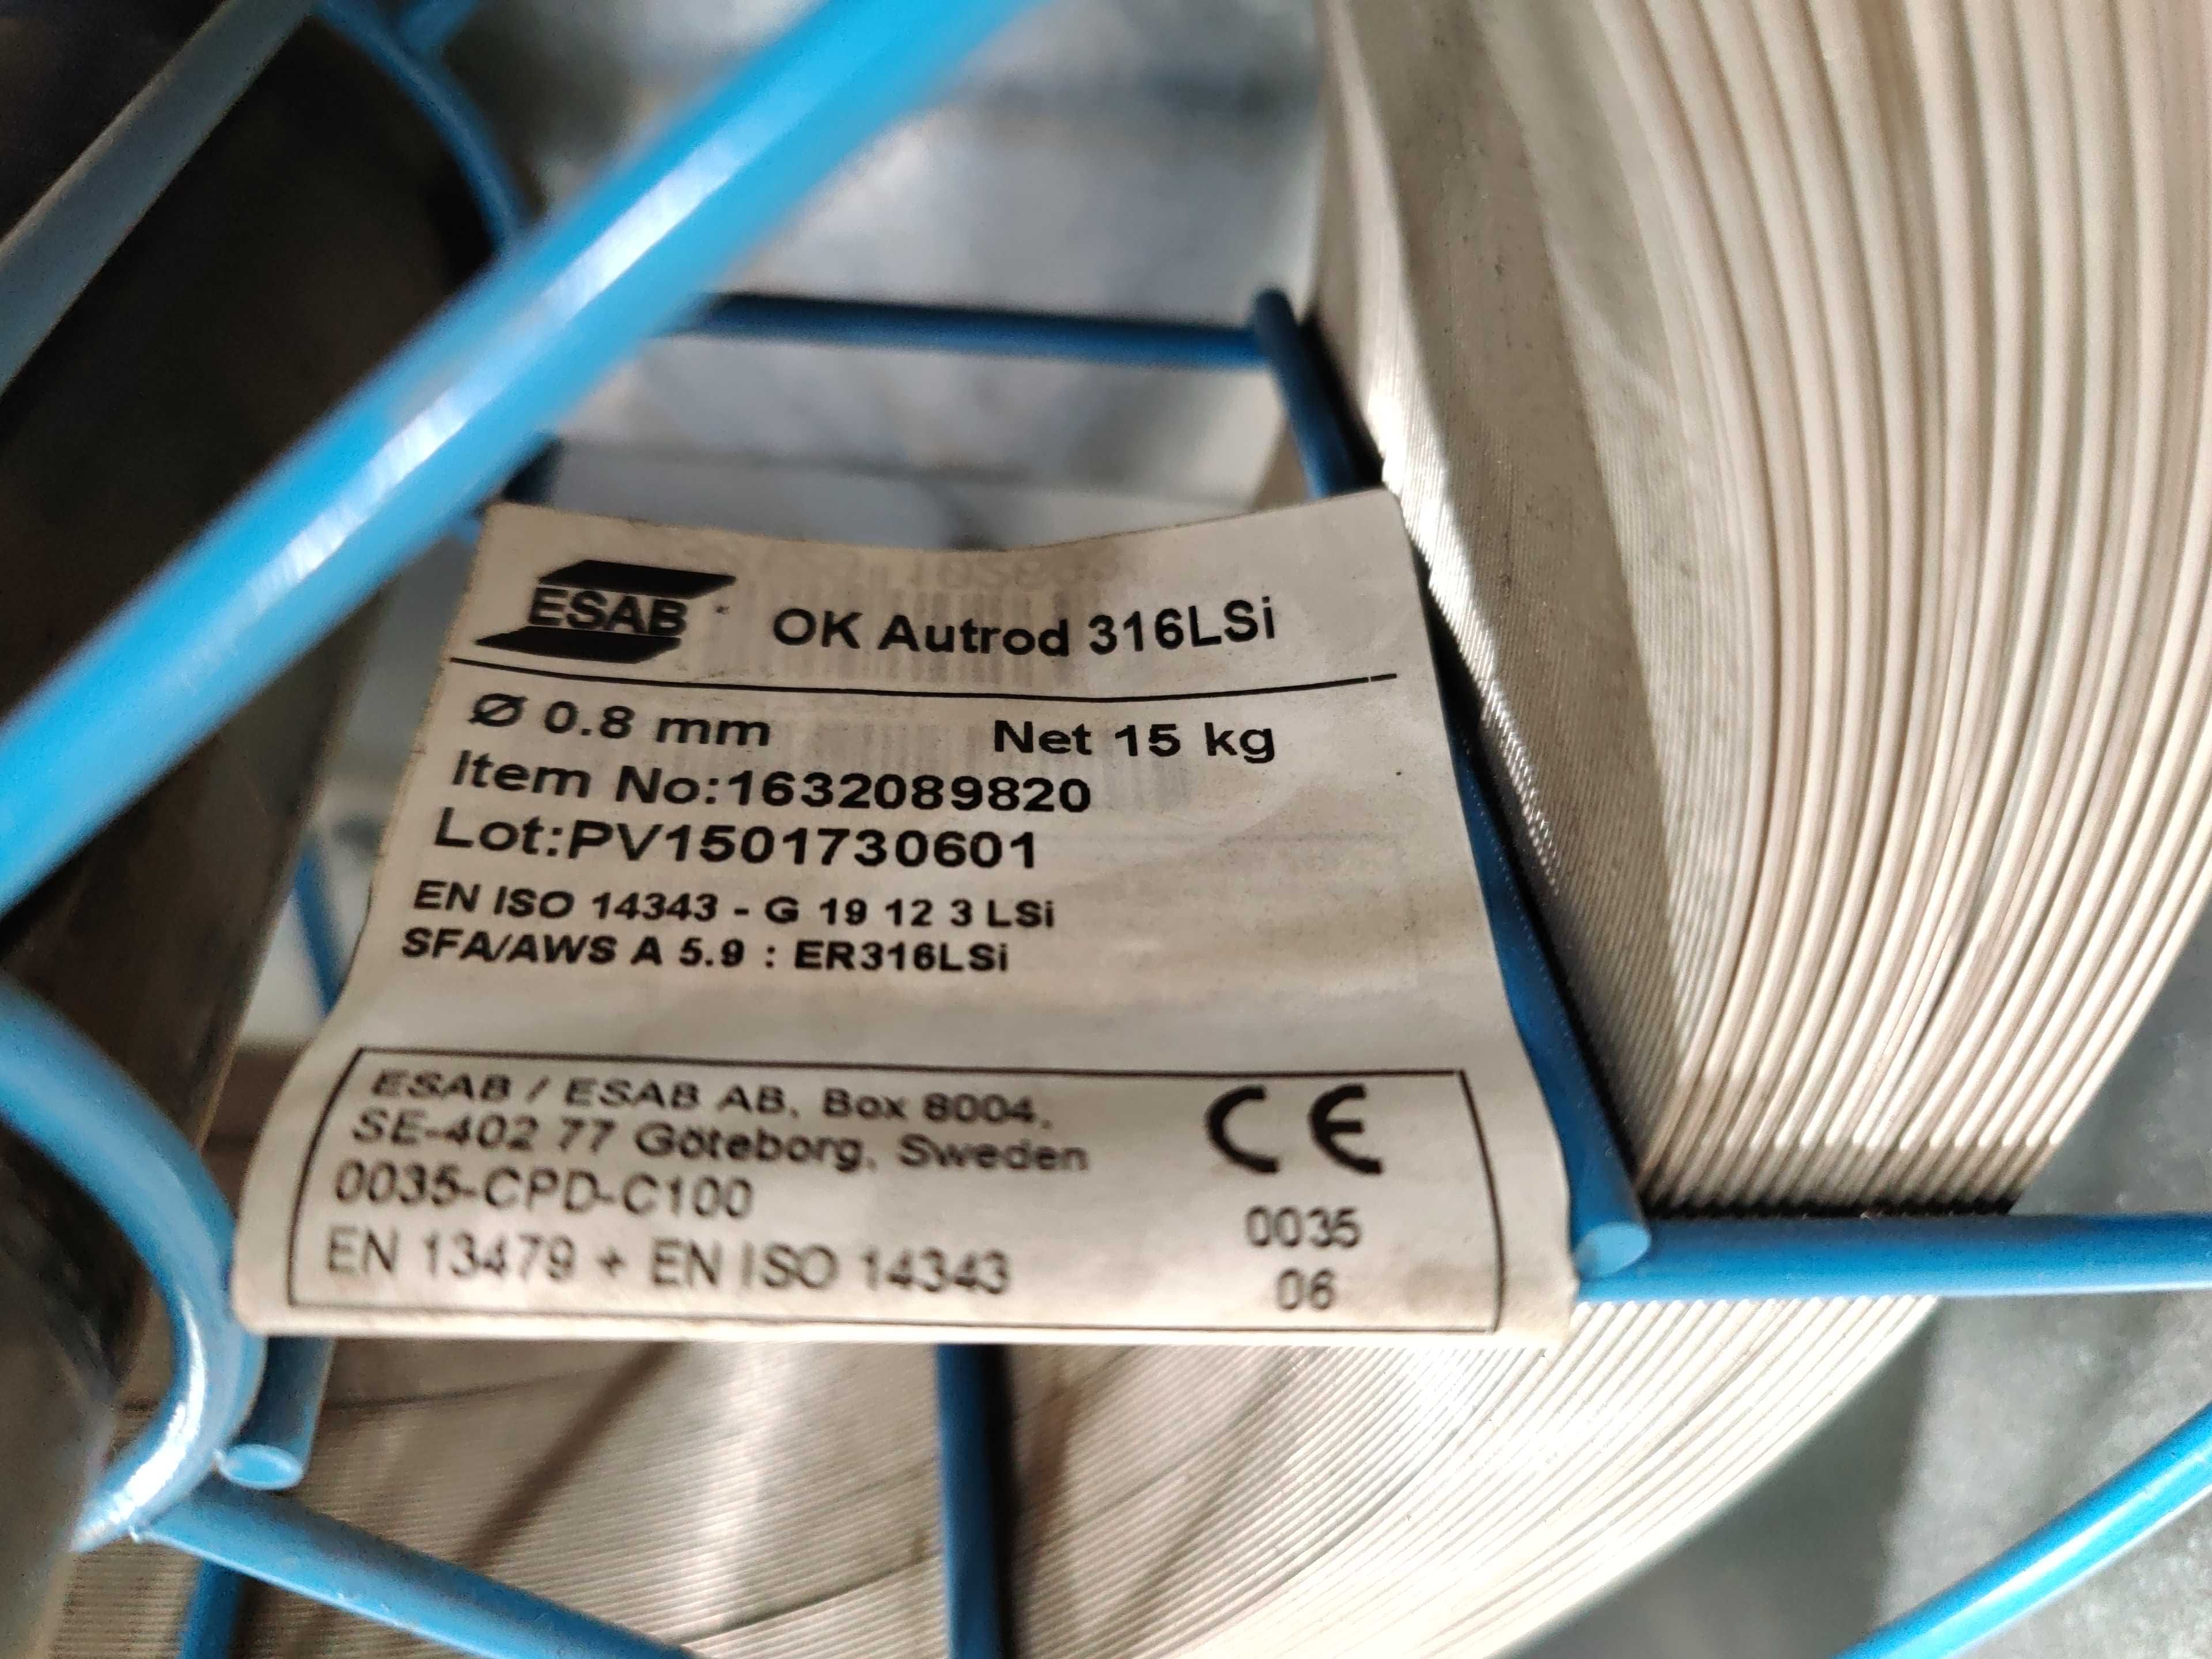 ESAB OK Autrod 316LSi
Ø 0.8 mm Net 15 kg
Item No:1632089820
Lot:PV1501730601
EN ISO 14343 - G 19 12 3 LSi
SFA/AWS A 5.9 : ER316LSi
ESAB / ESAB AB, Box 8004,
SE-402 77 Göteborg, Sweden
0035-CPD-C100
EN 13479 + EN ISO 14343
CE
0035
06